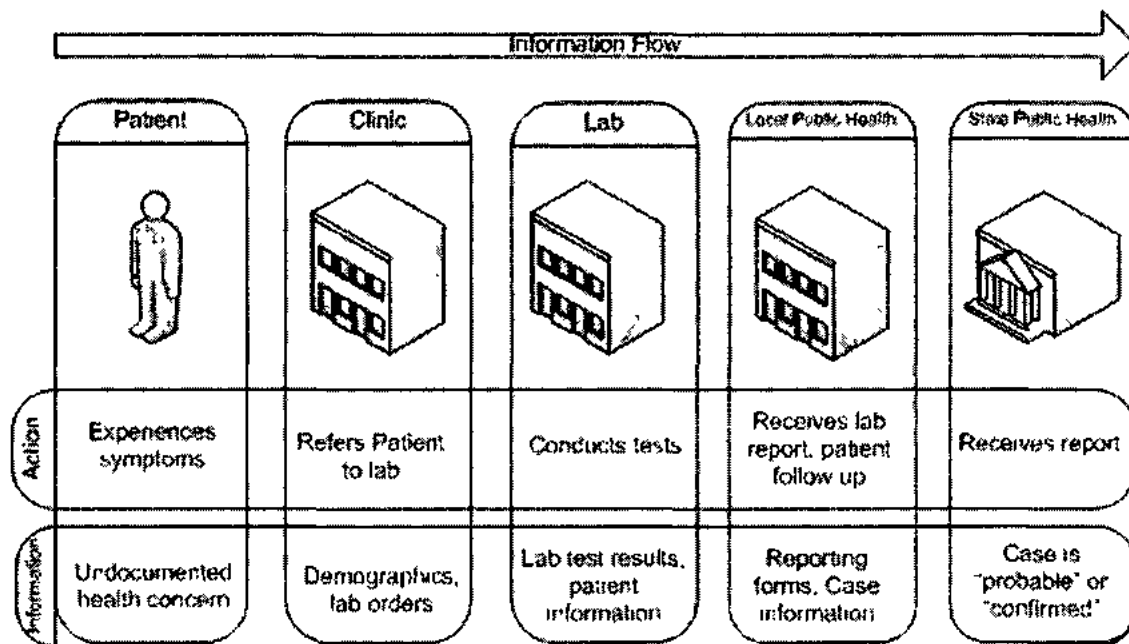 Information Flow
Patient
Clinic
Lab
Local Public Health
State Public Health
Action
Experiences
symptoms
Refers Patient
to lab
Conducts tests
Receives lab
report, patient
follow up
Receives report
Information
Undocumented
health concern
Demographics,
lab orders
Lab test results,
patient
information
Reporting
forms, Case
information
Case is
"probable" or
"confirmed"